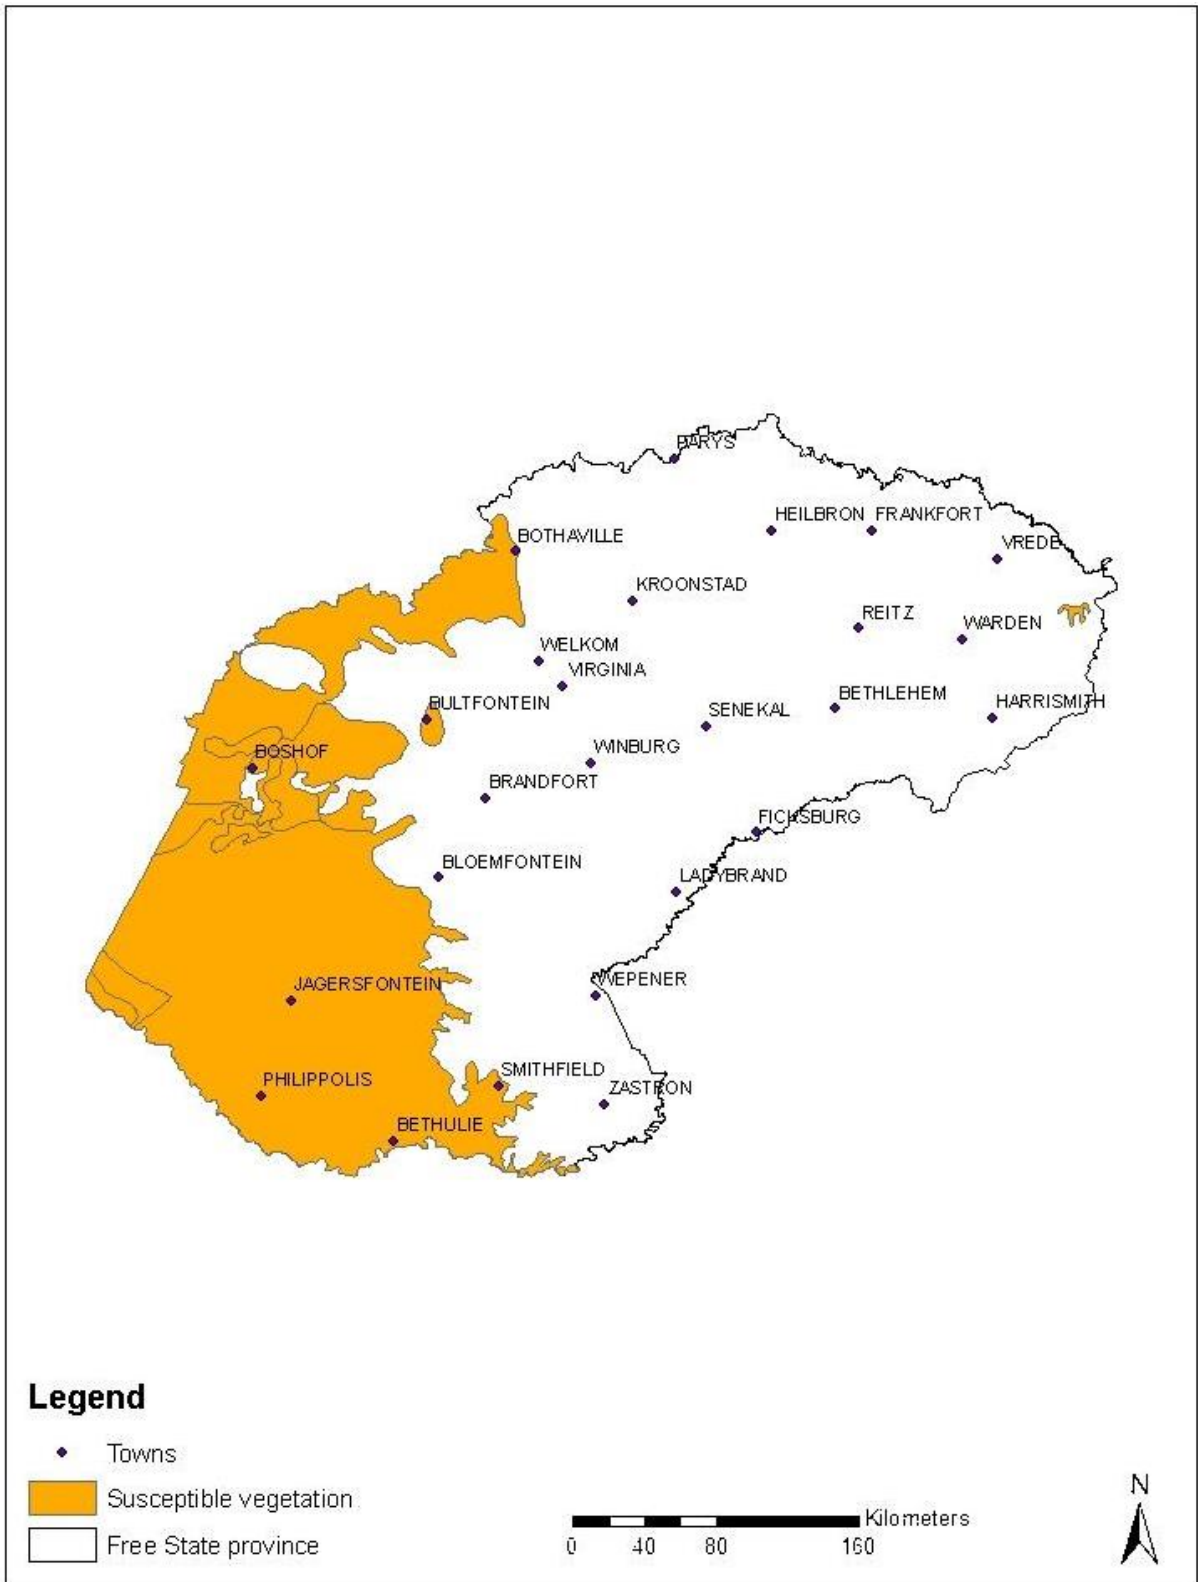 PARYS
HEILBRON FRANKFORT
BOTHAVILLE
VREDE
KROONSTAD
REITZ
WARDEN
WELKOM
VIRGINIA
BETHLEHEM
BULTFONTEIN
SENEKAL
HARRISMITH
BOSHOF
WINBURG
BRANDFORT
FICKSBURG
BLOEMFONTEIN
LADYBRAND
JAGERSFONTEIN
WEPENER
SMITHFIELD
PHILIPPOLIS
ZASTRON
BETHULIE
Legend
Towns
Susceptible vegetation
Free State province
N
Kilometers
0 40 80 160